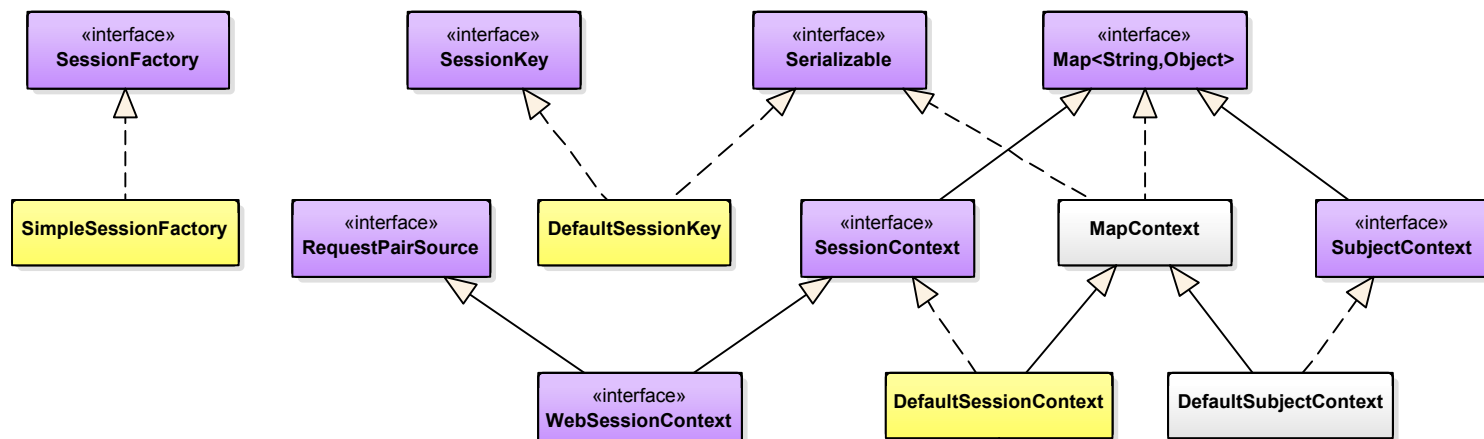 «interface»
SessionFactory
«interface»
SessionKey
«interface»
Serializable
«interface»
Map<String,Object>
SimpleSessionFactory
«interface»
RequestPairSource
DefaultSessionKey
«interface»
SessionContext
MapContext
«interface»
SubjectContext
«interface»
WebSessionContext
DefaultSessionContext
DefaultSubjectContext